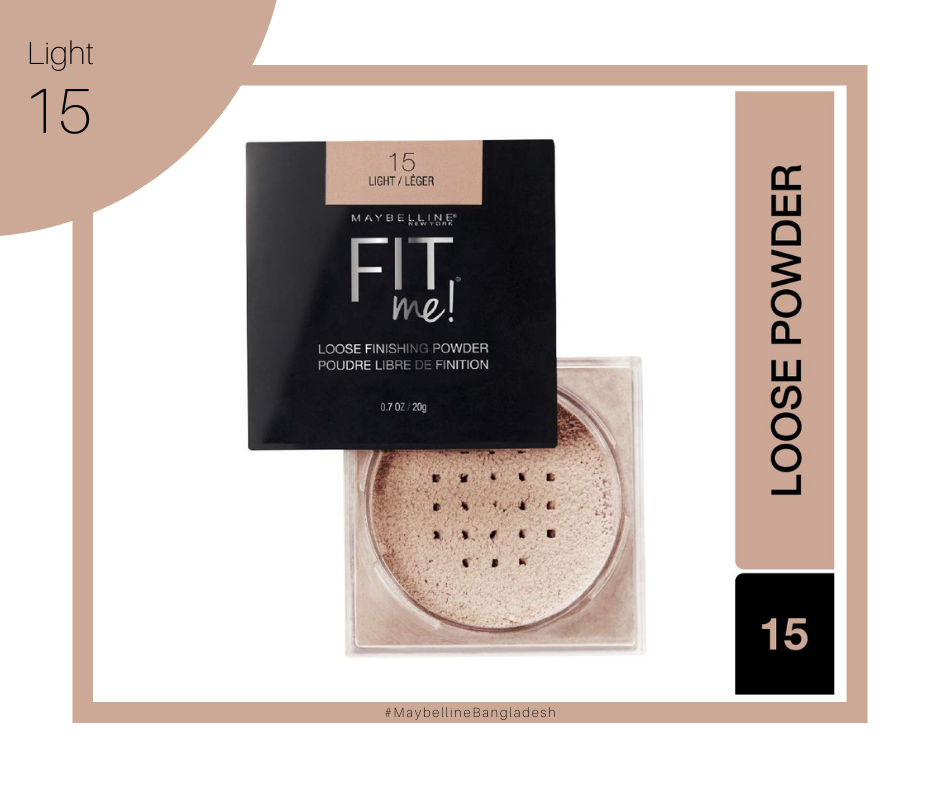 Light
15
15
LIGHT / LÉGER
MAYBELLINE®
NEW YORK
FIT
me!®
LOOSE FINISHING POWDER
POUDRE LIBRE DE FINITION
0.7 OZ / 20g
LOOSE POWDER
15
#MaybellineBangladesh